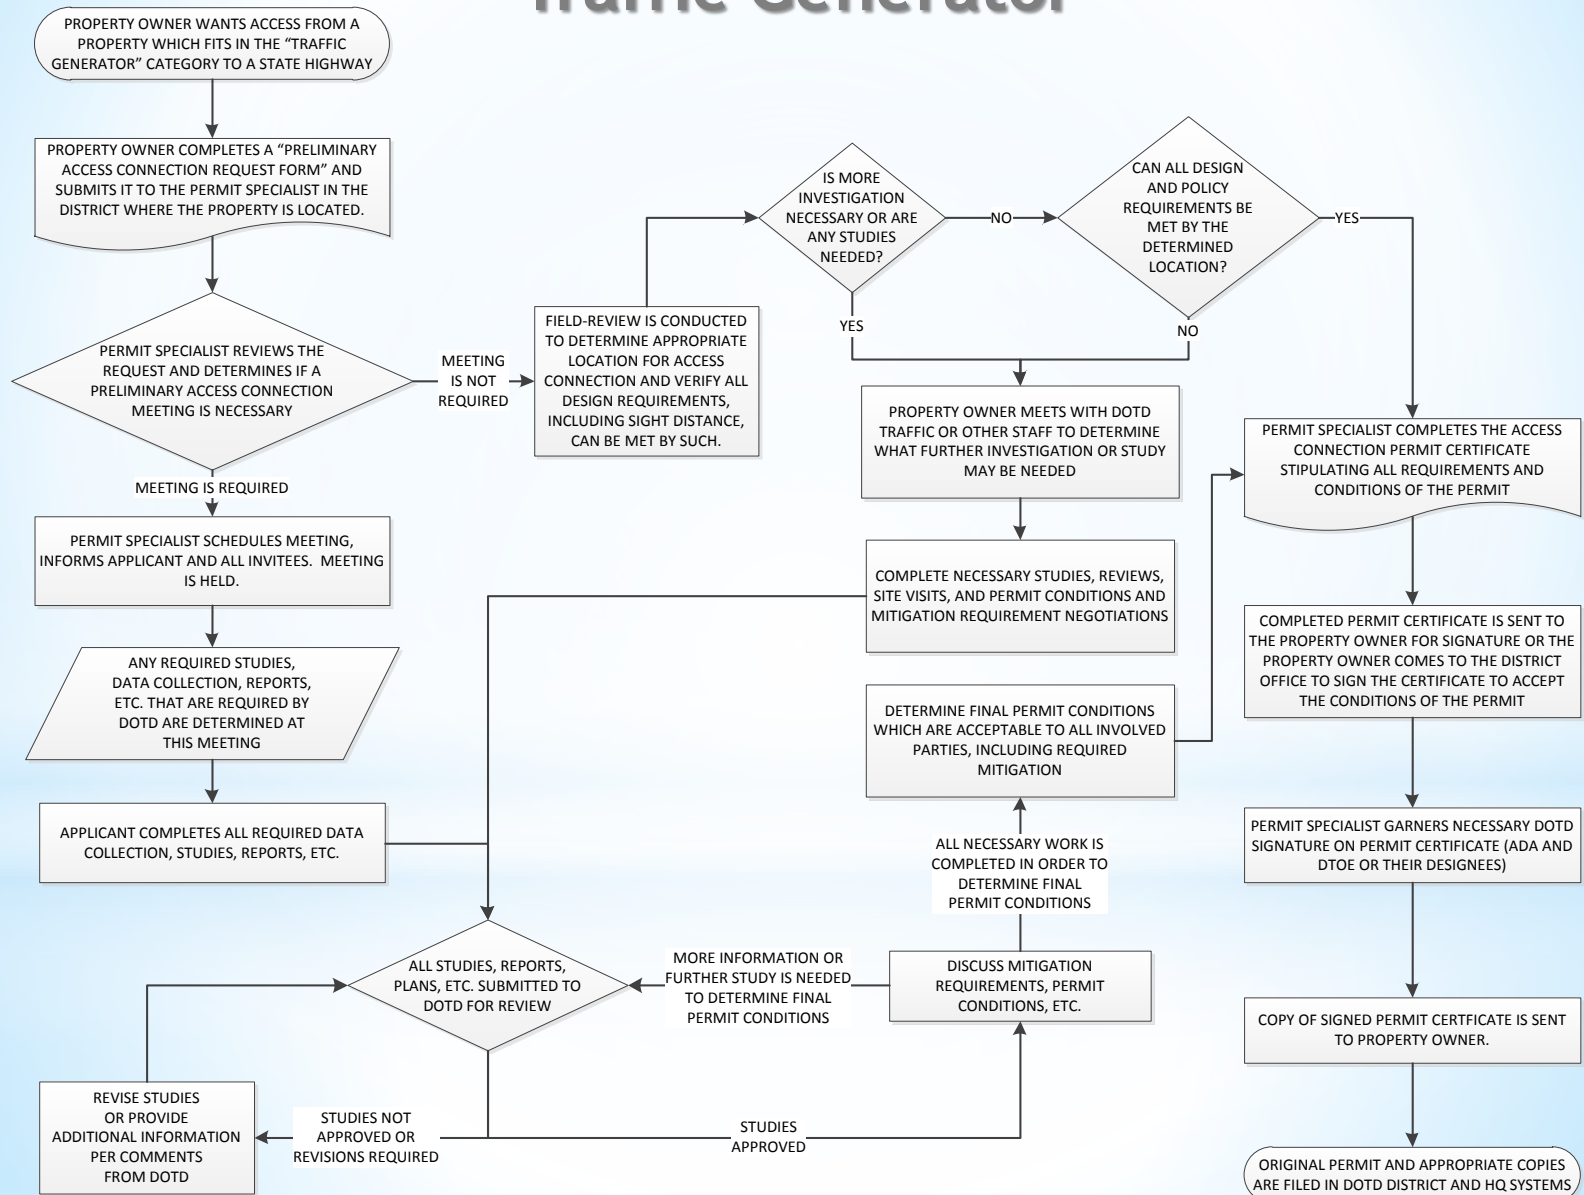 Traffic Generator
PROPERTY OWNER WANTS ACCESS FROM A
PROPERTY WHICH FITS IN THE “TRAFFIC
GENERATOR” CATEGORY TO A STATE HIGHWAY
PROPERTY OWNER COMPLETES A “PRELIMINARY
ACCESS CONNECTION REQUEST FORM” AND
SUBMITS IT TO THE PERMIT SPECIALIST IN THE
DISTRICT WHERE THE PROPERTY IS LOCATED.
PERMIT SPECIALIST REVIEWS THE
REQUEST AND DETERMINES IF A
PRELIMINARY ACCESS CONNECTION
MEETING IS NECESSARY
MEETING
IS NOT
REQUIRED
MEETING IS REQUIRED
PERMIT SPECIALIST SCHEDULES MEETING,
INFORMS APPLICANT AND ALL INVITEES.  MEETING
IS HELD.
ANY REQUIRED STUDIES,
DATA COLLECTION, REPORTS,
ETC. THAT ARE REQUIRED BY
DOTD ARE DETERMINED AT
THIS MEETING
APPLICANT COMPLETES ALL REQUIRED DATA
COLLECTION, STUDIES, REPORTS, ETC.
FIELD-REVIEW IS CONDUCTED
TO DETERMINE APPROPRIATE
LOCATION FOR ACCESS
CONNECTION AND VERIFY ALL
DESIGN REQUIREMENTS,
INCLUDING SIGHT DISTANCE,
CAN BE MET BY SUCH.
IS MORE
INVESTIGATION
NECESSARY OR ARE
ANY STUDIES
NEEDED?
NO
YES
CAN ALL DESIGN
AND POLICY
REQUIREMENTS BE
MET BY THE
DETERMINED
LOCATION?
YES
NO
PROPERTY OWNER MEETS WITH DOTD
TRAFFIC OR OTHER STAFF TO DETERMINE
WHAT FURTHER INVESTIGATION OR STUDY
MAY BE NEEDED
COMPLETE NECESSARY STUDIES, REVIEWS,
SITE VISITS, AND PERMIT CONDITIONS AND
MITIGATION REQUIREMENT NEGOTIATIONS
ALL STUDIES, REPORTS,
PLANS, ETC. SUBMITTED TO
DOTD FOR REVIEW
STUDIES NOT
APPROVED OR
REVISIONS REQUIRED
REVISE STUDIES
OR PROVIDE
ADDITIONAL INFORMATION
PER COMMENTS
FROM DOTD
STUDIES
APPROVED
DISCUSS MITIGATION
REQUIREMENTS, PERMIT
CONDITIONS, ETC.
MORE INFORMATION OR
FURTHER STUDY IS NEEDED
TO DETERMINE FINAL
PERMIT CONDITIONS
ALL NECESSARY WORK IS
COMPLETED IN ORDER TO
DETERMINE FINAL
PERMIT CONDITIONS
DETERMINE FINAL PERMIT CONDITIONS
WHICH ARE ACCEPTABLE TO ALL INVOLVED
PARTIES, INCLUDING REQUIRED
MITIGATION
PERMIT SPECIALIST COMPLETES THE ACCESS
CONNECTION PERMIT CERTIFICATE
STIPULATING ALL REQUIREMENTS AND
CONDITIONS OF THE PERMIT
COMPLETED PERMIT CERTIFICATE IS SENT TO
THE PROPERTY OWNER FOR SIGNATURE OR THE
PROPERTY OWNER COMES TO THE DISTRICT
OFFICE TO SIGN THE CERTIFICATE TO ACCEPT
THE CONDITIONS OF THE PERMIT
PERMIT SPECIALIST GARNERS NECESSARY DOTD
SIGNATURE ON PERMIT CERTIFICATE (ADA AND
DTOE OR THEIR DESIGNEES)
COPY OF SIGNED PERMIT CERTFICATE IS SENT
TO PROPERTY OWNER.
ORIGINAL PERMIT AND APPROPRIATE COPIES
ARE FILED IN DOTD DISTRICT AND HQ SYSTEMS